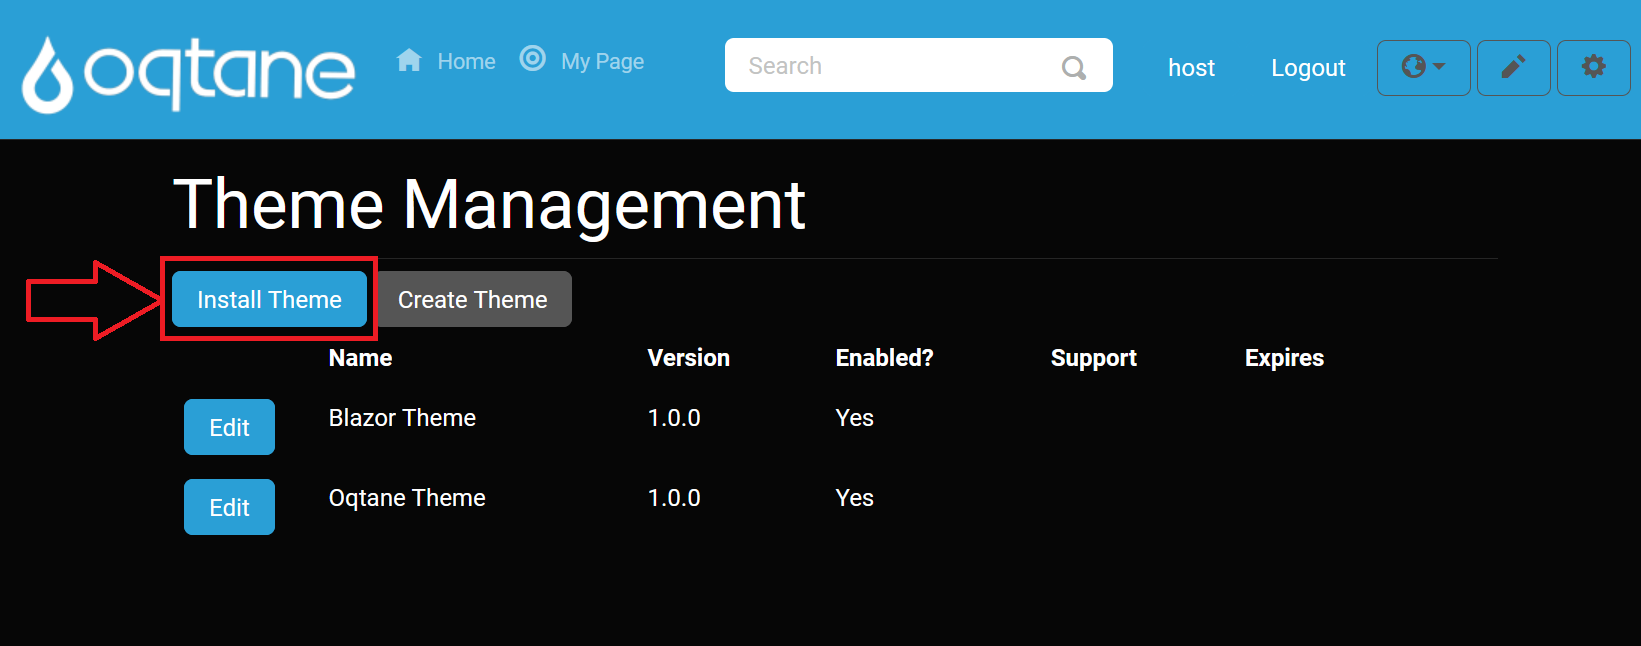 oqtane Home My Page Search host Logout
Theme Management
Install Theme Create Theme
Name Version Enabled? Support Expires
Edit Blazor Theme 1.0.0 Yes
Edit Oqtane Theme 1.0.0 Yes